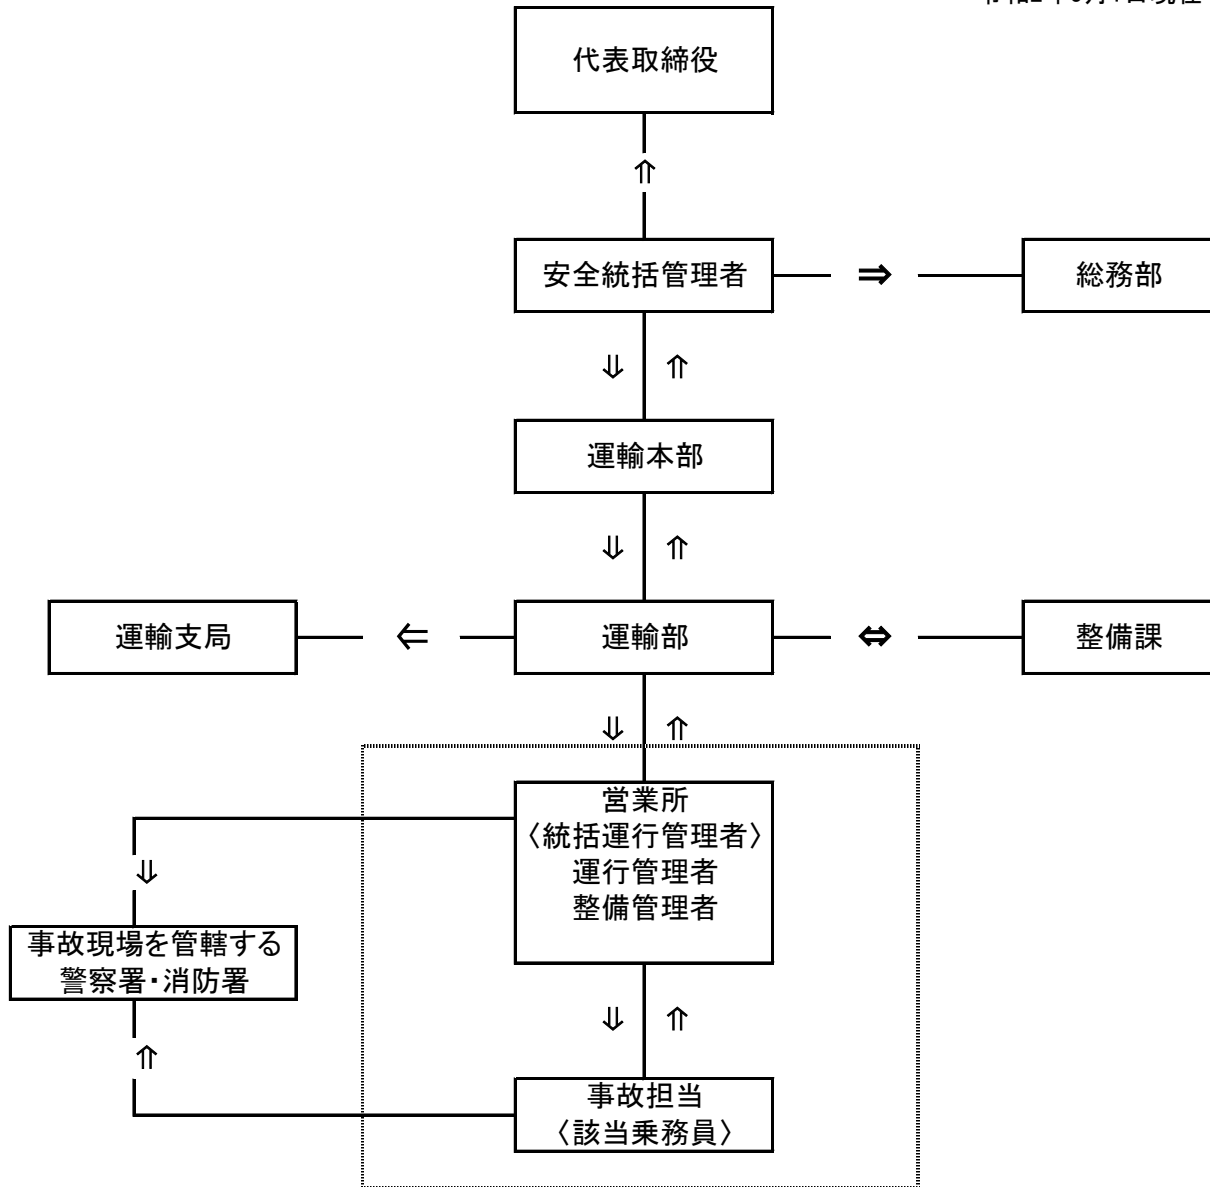 代表取締役
⇑
安全統括管理者 ⇒ 総務部
⇓ ⇑
運輸本部
⇓ ⇑
運輸支局 ⇐ 運輸部 ⇔ 整備課
⇓ ⇑
営業所
〈統括運行管理者〉
運行管理者
整備管理者
⇓
事故現場を管轄する
警察署・消防署
⇓ ⇑
⇑
事故担当
〈該当乗務員〉